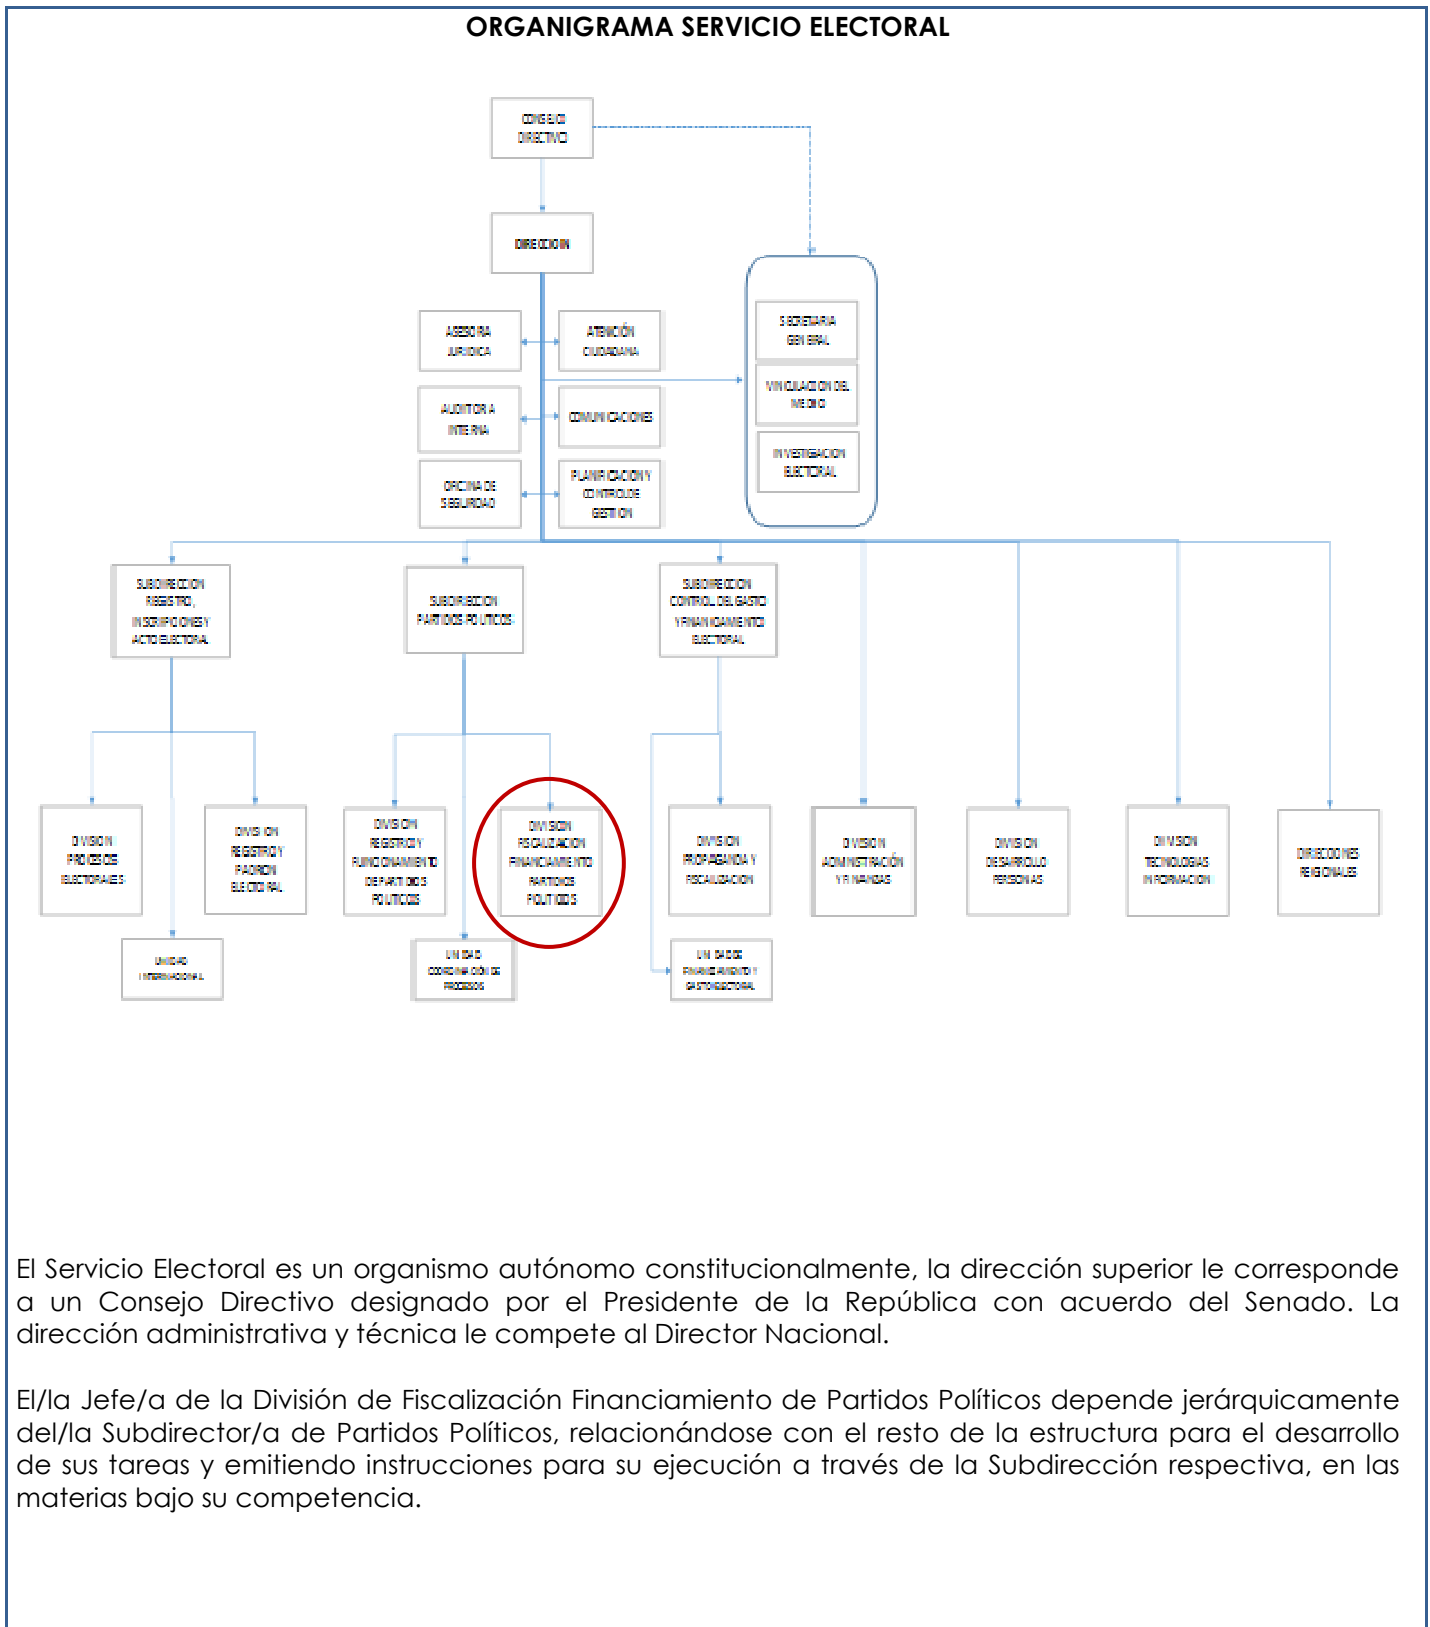 ORGANIGRAMA SERVICIO ELECTORAL
CONSEJO
DIRECTIVO
DIRECCION
ASESORIA
JURIDICA
ATENCIÓN
CIUDADANA
AUDITORIA
INTERNA
COMUNICACIONES
OFICINA DE
SEGURIDAD
PLANIFICACION Y
CONTROL DE
GESTION
SECRETARIA
GENERAL
VINCULACION DEL
MEDIO
INVESTIGACION
ELECTORAL
SUBDIRECCION
REGISTRO,
INSCRIPCIONES Y
ACTO ELECTORAL
SUBDIRECCION
PARTIDOS POLITICOS
SUBDIRECCION
CONTROL DEL GASTO
Y FINANCIAMIENTO
ELECTORAL
DIVISION
PROCESOS
ELECTORALES
DIVISION
REGISTRO Y
PADRON
ELECTORAL
DIVISION
REGISTRO Y
FUNCIONAMIENTO
DE PARTIDOS
POLITICOS
DIVISION
FISCALIZACION
FINANCIAMIENTO
PARTIDOS
POLITICOS
DIVISION
PROPAGANDA Y
FISCALIZACION
DIVISION
ADMINISTRACIÓN
Y FINANZAS
DIVISION
DESARROLLO
PERSONAS
DIVISION
TECNOLOGIAS
INFORMACION
DIRECCIONES
REGIONALES
UNIDAD
INTERNACIONAL
UNIDAD
COORDINACIÓN DE
PROCESOS
UNIDAD DE
FINANCIAMIENTO Y
GASTO ELECTORAL
El Servicio Electoral es un organismo autónomo constitucionalmente, la dirección superior le corresponde
a un Consejo Directivo designado por el Presidente de la República con acuerdo del Senado. La
dirección administrativa y técnica le compete al Director Nacional.
El/la Jefe/a de la División de Fiscalización Financiamiento de Partidos Políticos depende jerárquicamente
del/la Subdirector/a de Partidos Políticos, relacionándose con el resto de la estructura para el desarrollo
de sus tareas y emitiendo instrucciones para su ejecución a través de la Subdirección respectiva, en las
materias bajo su competencia.